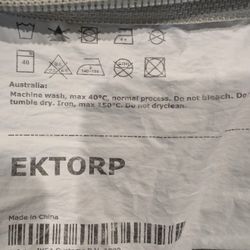 40
Australia:
Machine wash, max 40°C, normal process. Do not bleach. Do not
tumble dry. Iron, max 150°C. Do not dryclean.
EKTORP
Made in China